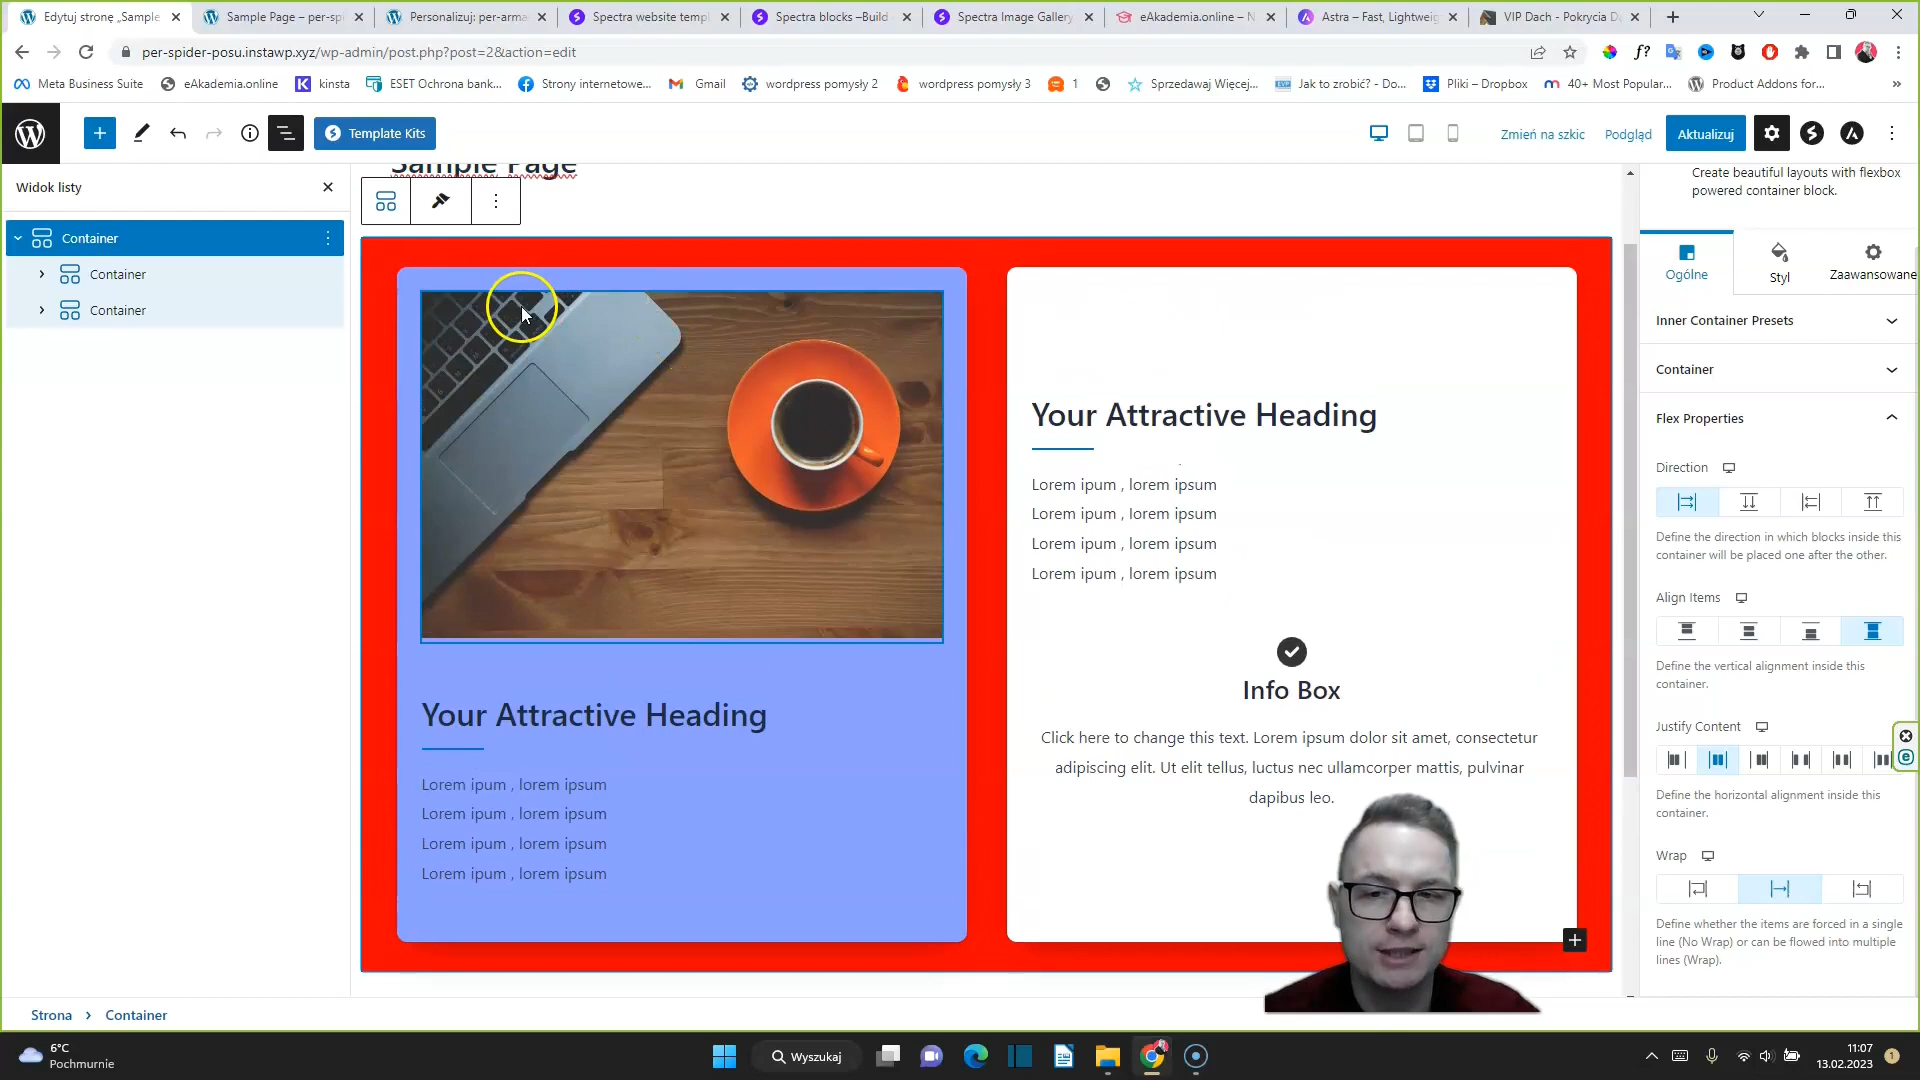 Edytuj stronę „Sample
Sample Page – per-spi
Personalizuj: per-arma
Spectra website templ
Spectra blocks –Build
Spectra Image Gallery
eAkademia.online – N
Astra – Fast, Lightweig
VIP Dach - Pokrycia D
per-spider-posu.instawp.xyz/wp-admin/post.php?post=2&action=edit
Meta Business Suite
eAkademia.online
kinsta
ESET Ochrona bank...
Strony internetowe...
Gmail
wordpress pomysły 2
wordpress pomysły 3
1
Sprzedawaj Więcej,...
Jak to zrobić? - Do...
Pliki – Dropbox
40+ Most Popular...
Product Addons for...
Template Kits
Zmień na szkic
Podgląd
Aktualizuj
Widok listy
Container
Container
Container
Sample Page
Your Attractive Heading
Lorem ipum , lorem ipsum
Lorem ipum , lorem ipsum
Lorem ipum , lorem ipsum
Lorem ipum , lorem ipsum
Your Attractive Heading
Lorem ipum , lorem ipsum
Lorem ipum , lorem ipsum
Lorem ipum , lorem ipsum
Lorem ipum , lorem ipsum
Info Box
Click here to change this text. Lorem ipsum dolor sit amet, consectetur
adipiscing elit. Ut elit tellus, luctus nec ullamcorper mattis, pulvinar
dapibus leo.
Create beautiful layouts with flexbox
powered container block.
Ogólne
Styl
Zaawansowane
Inner Container Presets
Container
Flex Properties
Direction
Define the direction in which blocks inside this
container will be placed one after the other.
Align Items
Define the vertical alignment inside this
container.
Justify Content
Define the horizontal alignment inside this
container.
Wrap
Define whether the items are forced in a single
line (No Wrap) or can be flowed into multiple
lines (Wrap).
Strona
Container
6°C
Pochmurnie
Wyszukaj
11:07
13.02.2023
1